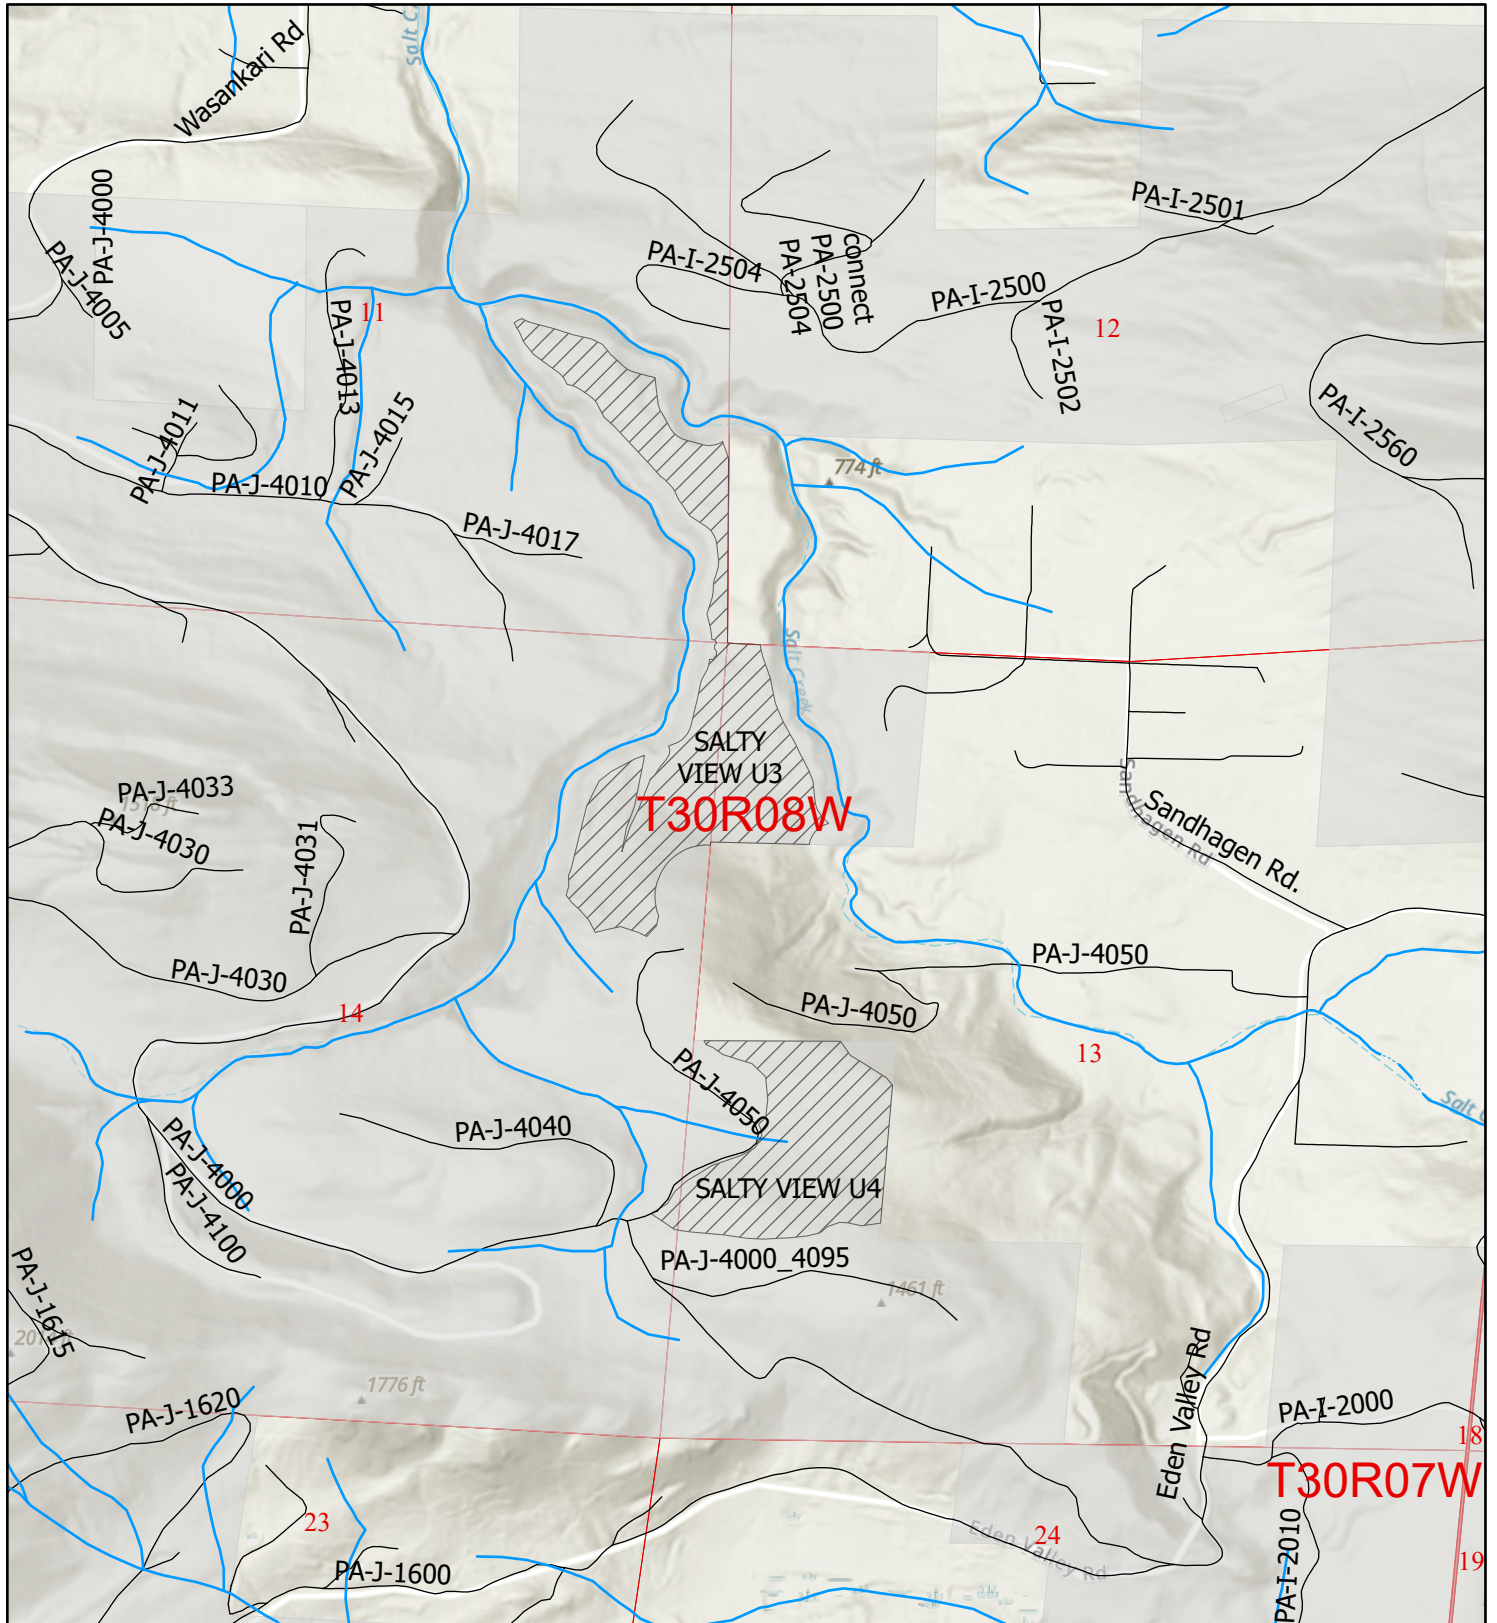 Salt C
Wasankari Rd
PA-J-4000
PA-J-4005
PA-I-2501
PA-I-2504
PA-2504
PA-2500
connect
PA-I-2500
PA-I-2502
11
12
PA-J-4013
PA-J-4011
PA-J-4015
PA-J-4010
PA-I-2560
774 ft
PA-J-4017
Salt Creek
SALTY
VIEW U3
T30R08W
PA-J-4033
1518 ft
PA-J-4030
PA-J-4031
Sandhagen Rd
Sandhagen Rd.
PA-J-4030
PA-J-4050
14
PA-J-4050
13
PA-J-4050
Salt C
PA-J-4040
PA-J-4000
PA-J-4100
SALTY VIEW U4
PA-J-4000_4095
1461 ft
PA-J-1615
1776 ft
PA-J-1620
Eden Valley Rd
PA-I-2000
18
T30R07W
23
24
Eden Valley Rd
PA-J-1600
PA-I-2010
19